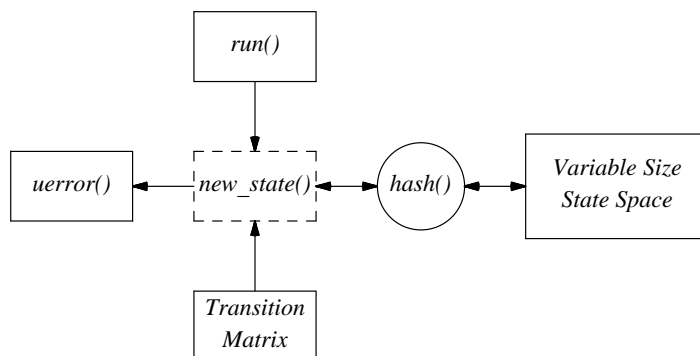 run()
uerror()
new_state()
hash()
Variable Size
State Space
Transition
Matrix